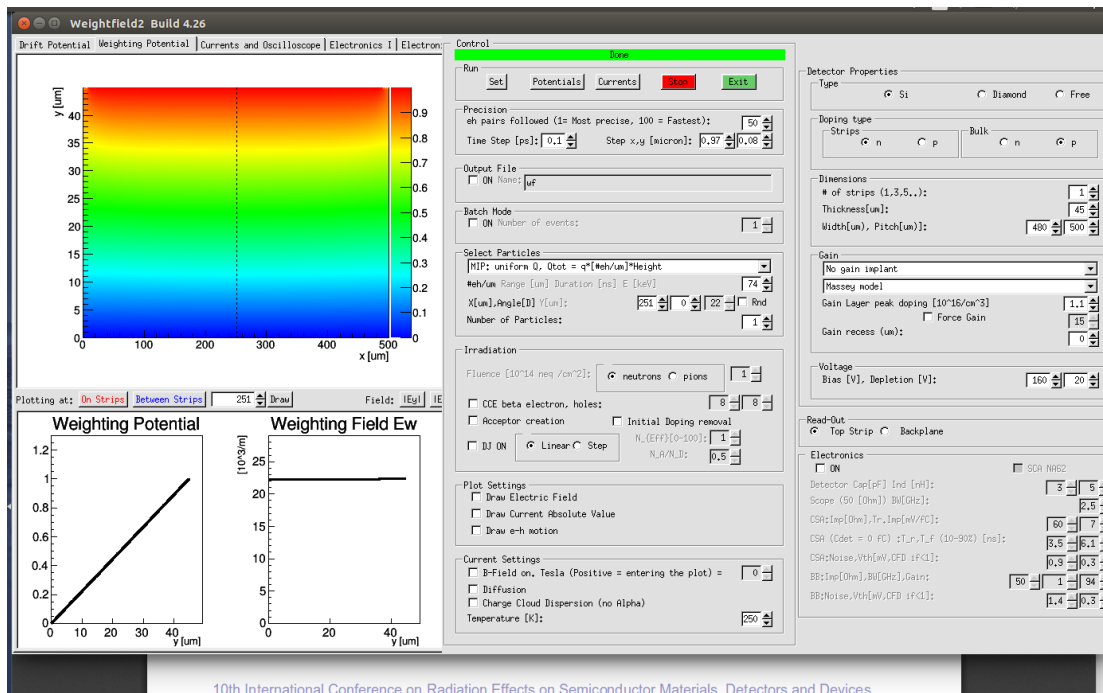 Weightfield2 Build 4.26
Drift Potential Weighting Potential Currents and Oscilloscope Electronics I Electron
y [um]
40
35
30
25
20
15
10
5
0
0 100 200 300 400 500
x [um]
0.9
0.8
0.7
0.6
0.5
0.4
0.3
0.2
0.1
0
Plotting at: On Strips Between Strips 251 Draw Field: |Ey| |E
Weighting Potential
1.2
1
0.8
0.6
0.4
0.2
0
0 10 20 30 40
y [um]
Weighting Field Ew
[10^3/m]
25
20
15
10
5
0
0 20 40
y [um]
Control
Done
Run
Set Potentials Currents Stop Exit
Precision
eh pairs followed (1= Most precise, 100 = Fastest): 50
Time Step [ps]: 0.1 Step x,y [micron]: 0.97 0.08
Output File
ON Name: wf
Batch Mode
ON Number of events: 1
Select Particles
MIP: uniform Q, Qtot = q*[#eh/um]*Height
#eh/um Range [um] Duration [ns] E [keV] 74
X[um],Angle[D] Y[um]: 251 0 22 Rnd
Number of Particles: 1
Irradiation
Fluence [10^14 neq /cm^2]: neutrons pions 1
CCE beta electron, holes: 8 8
Acceptor creation Initial Doping removal
DJ ON Linear Step N_{Eff}[0-100]: 1
N_A/N_D: 0.5
Plot Settings
Draw Electric Field
Draw Current Absolute Value
Draw e-h motion
Current Settings
B-Field on. Tesla (Positive = entering the plot) = 0
Diffusion
Charge Cloud Dispersion (no Alpha)
Temperature [K]: 250
Detector Properties
Type
Si Diamond Free
Doping type
Strips Bulk
n p n p
Dimensions
# of strips (1,3,5..): 1
Thickness[um]: 45
Width[um), Pitch[um)]: 480 500
Gain
No gain implant
Massey model
Gain Layer peak doping [10^16/cm^3] 1.1
Force Gain 15
Gain recess (um): 0
Voltage
Bias [V], Depletion [V]: 160 20
Read-Out
Top Strip Backplane
Electronics
ON SCA NA62
Detector Cap[pF] Ind [nH]: 3 5
Scope (50 [Ohm]) BW[GHz]: 2.5
CSA:Imp[Ohm],Tr.Imp[mV/fC]: 60 7
CSA (Cdet = 0 fC) :T_r,T_f (10-90%) [ns]: 3.5 6.1
CSA:Noise,Vth[mV,CFD if<1]: 0.9 0.3
BB:Imp[Ohm],BW[GHz],Gain: 50 1 94
BB:Noise,Vth[mV,CFD if<1]: 1.4 0.3
10th International Conference on Radiation Effects on Semiconductor Materials, Detectors and Devices